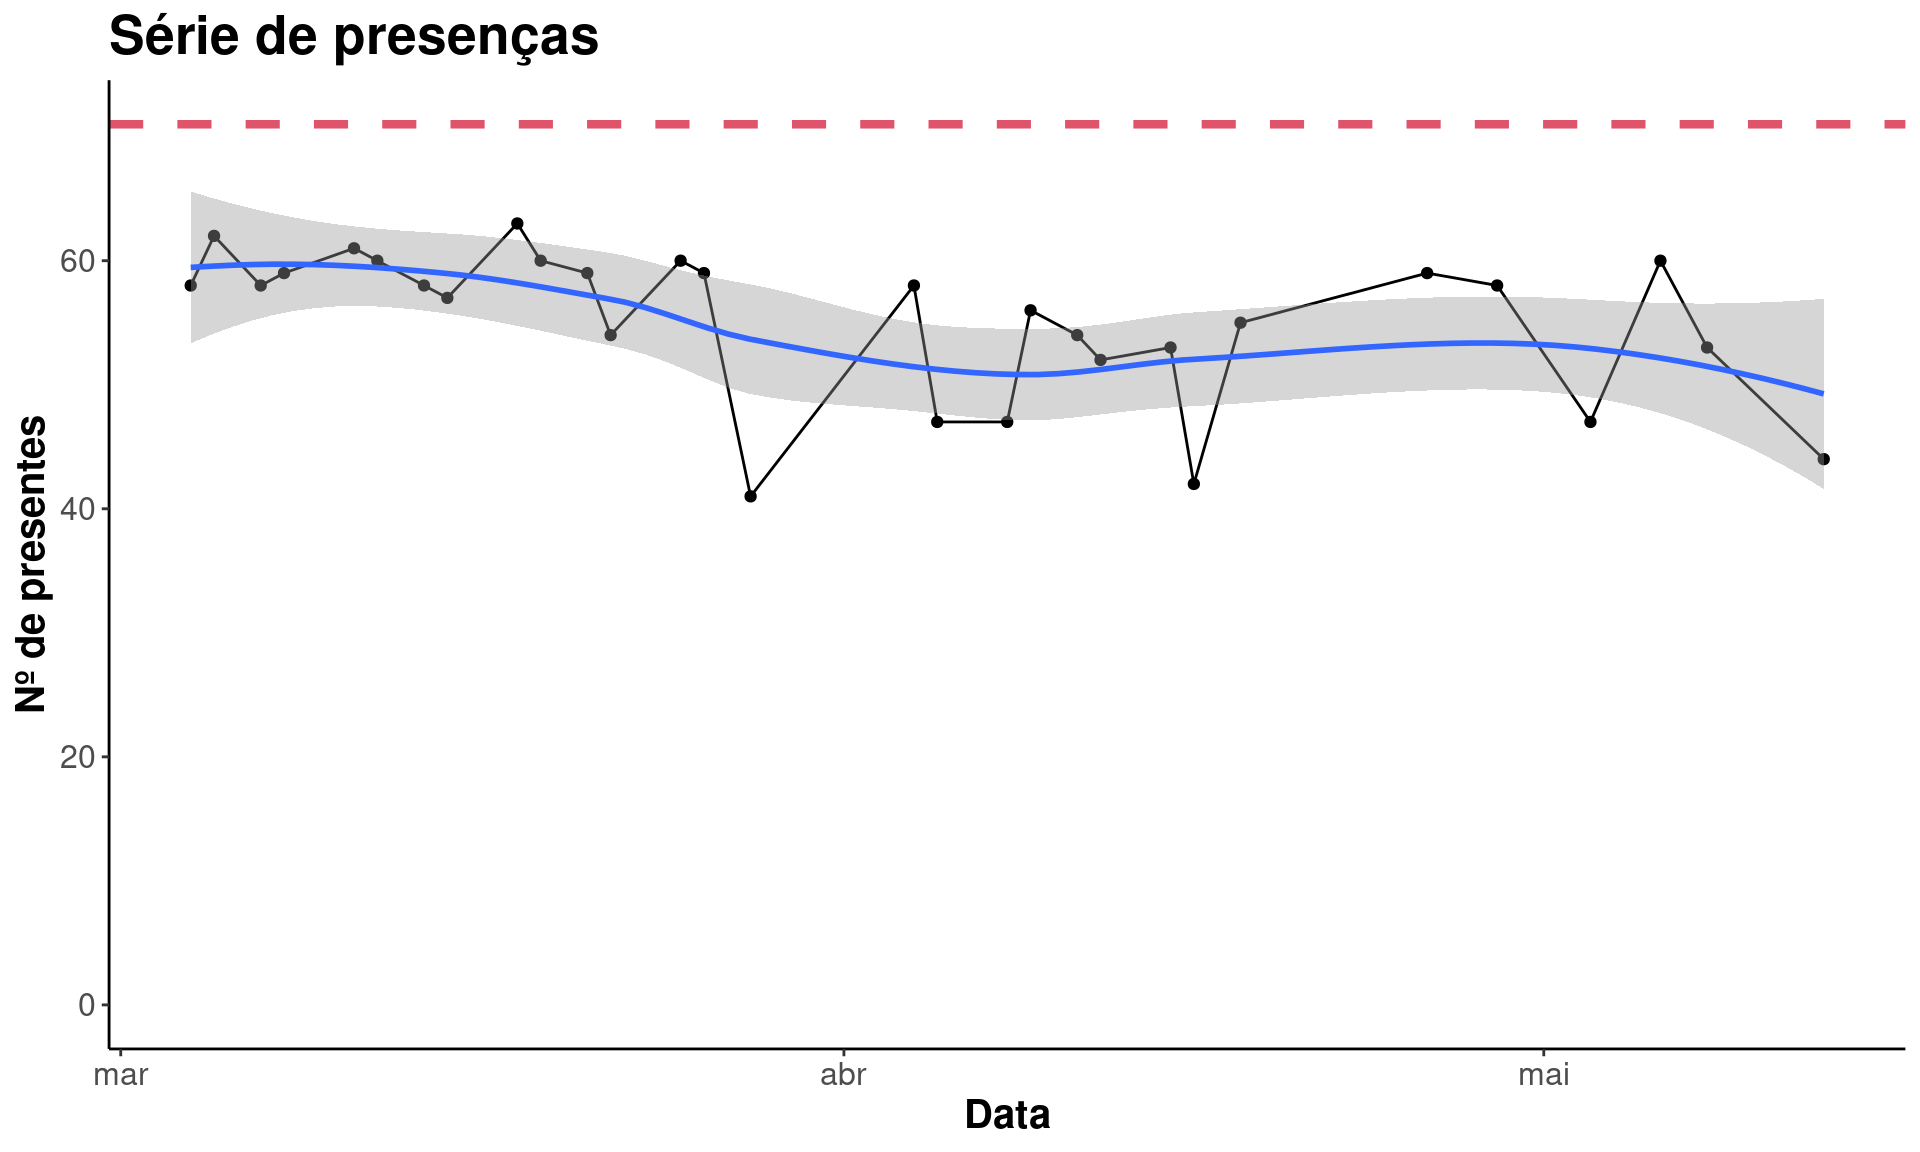 Série de presenças
Nº de presentes
60
40
20
0
mar
abr
mai
Data